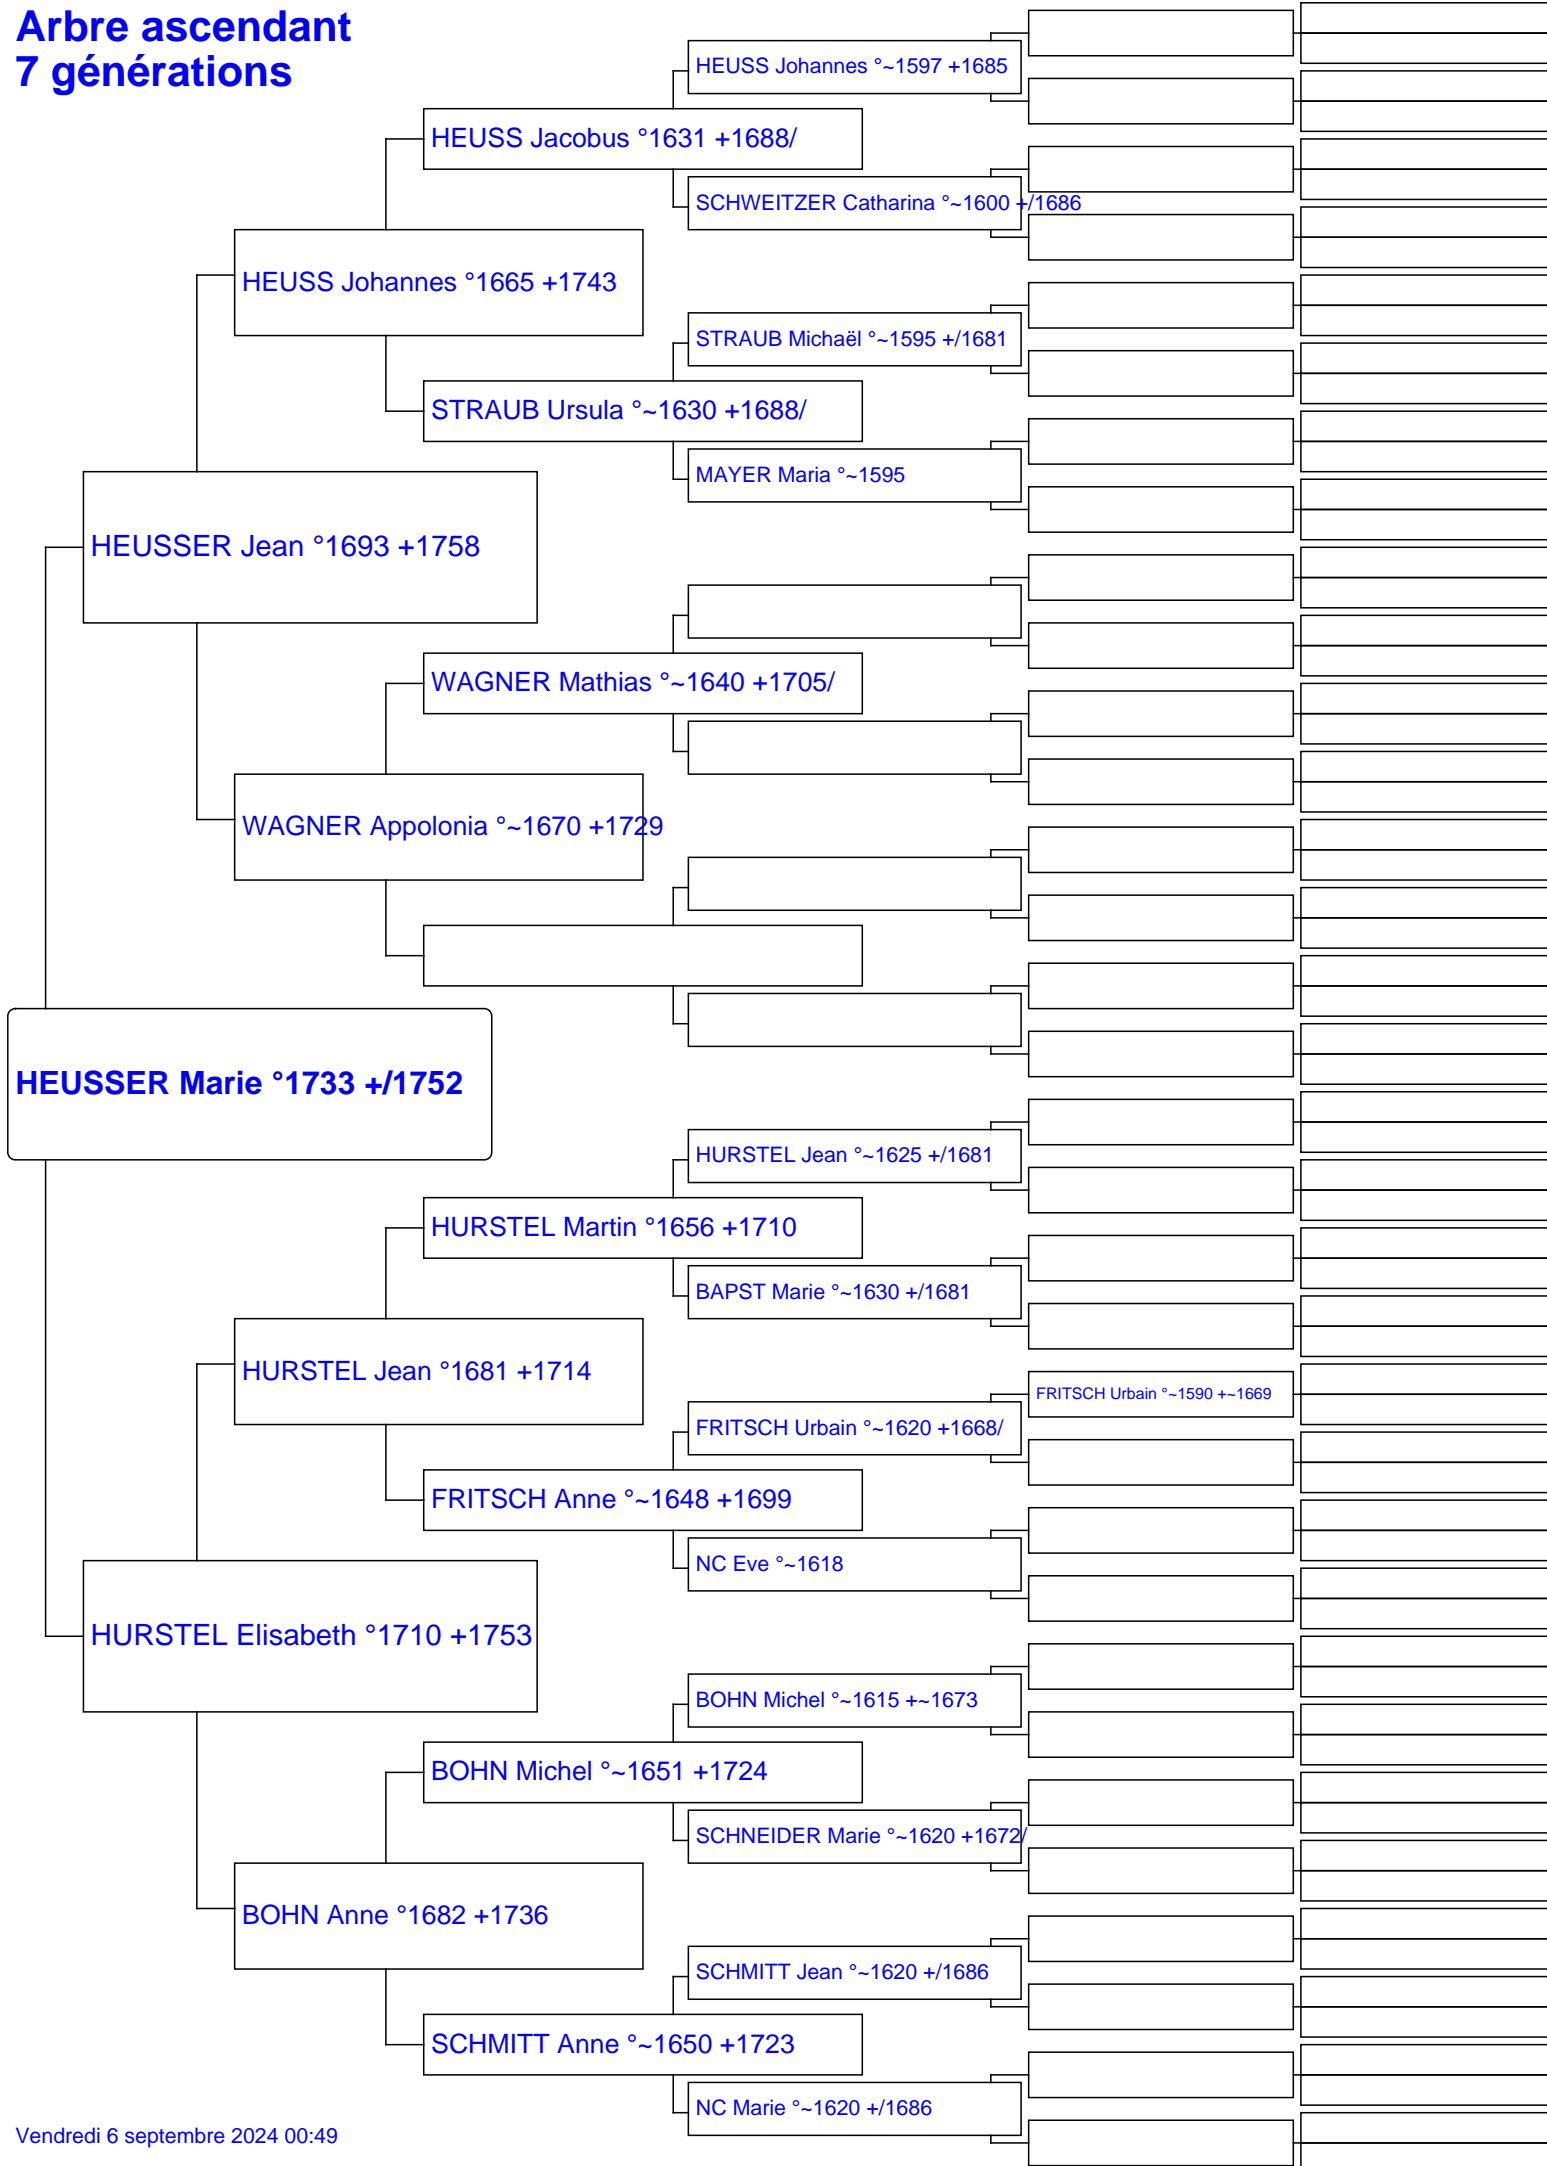 Arbre ascendant
7 générations
HEUSS Johannes °~1597 +1685
HEUSS Jacobus °1631 +1688/
SCHWEITZER Catharina °~1600 +/1686
HEUSS Johannes °1665 +1743
STRAUB Michaël °~1595 +/1681
STRAUB Ursula °~1630 +1688/
MAYER Maria °~1595
HEUSSER Jean °1693 +1758
WAGNER Mathias °~1640 +1705/
WAGNER Appolonia °~1670 +1729
HEUSSER Marie °1733 +/1752
HURSTEL Jean °~1625 +/1681
HURSTEL Martin °1656 +1710
BAPST Marie °~1630 +/1681
HURSTEL Jean °1681 +1714
FRITSCH Urbain °~1590 +~1669
FRITSCH Urbain °~1620 +1668/
FRITSCH Anne °~1648 +1699
NC Eve °~1618
HURSTEL Elisabeth °1710 +1753
BOHN Michel °~1615 +~1673
BOHN Michel °~1651 +1724
SCHNEIDER Marie °~1620 +1672/
BOHN Anne °1682 +1736
SCHMITT Jean °~1620 +/1686
SCHMITT Anne °~1650 +1723
NC Marie °~1620 +/1686
Vendredi 6 septembre 2024 00:49